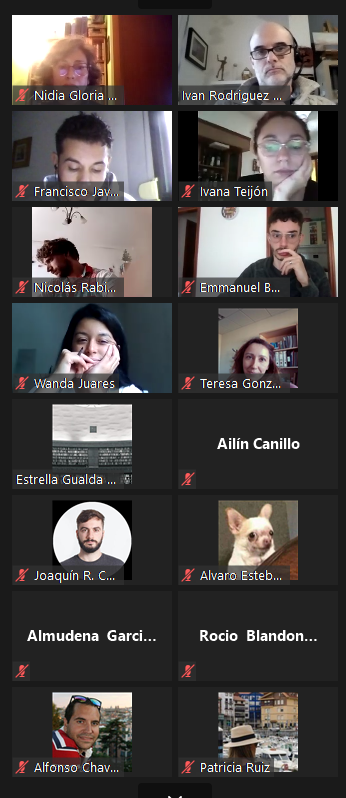 Nidia Gloria ...
Ivan Rodriguez ...
Francisco Jav...
Ivana Teijón
Nicolás Rabi...
Emmanuel B...
Wanda Juares
Teresa Gonz...
Estrella Gualda ...
Ailín Canillo
Joaquín R. C...
Alvaro Esteb...
Almudena Garci...
Rocio Blandon...
Alfonso Chav...
Patricia Ruiz